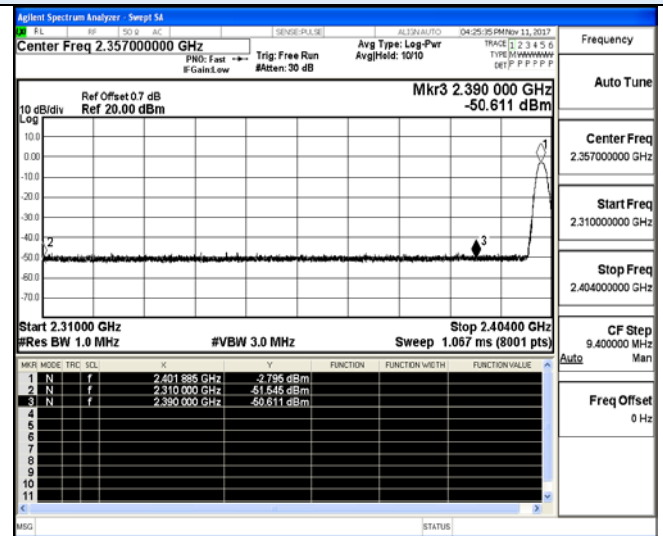 Agilent Spectrum Analyzer - Swept SA
RL RF 50 Ω AC SENSE:PULSE ALIGNAUTO 04:25:35 PM Nov 11, 2017
Center Freq 2.357000000 GHz
PNO: Fast
IFGain:Low
Trig: Free Run
#Atten: 30 dB
Avg Type: Log-Pwr
Avg|Hold: 10/10
TRACE 1 2 3 4 5 6
TYPE MWWWWW
DET P P P P P P
Frequency
Auto Tune
Mkr3 2.390 000 GHz
-50.611 dBm
Ref Offset 0.7 dB
Ref 20.00 dBm
10 dB/div
Log
10.0
0.00
-10.0
-20.0
-30.0
-40.0
-50.0
-60.0
-70.0
1
2
3
Center Freq
2.357000000 GHz
Start Freq
2.310000000 GHz
Stop Freq
2.404000000 GHz
CF Step
9.400000 MHz
Auto Man
Freq Offset
0 Hz
Start 2.31000 GHz Stop 2.40400 GHz
#Res BW 1.0 MHz #VBW 3.0 MHz Sweep 1.067 ms (8001 pts)
MKR MODE TRC SCL X Y FUNCTION FUNCTION WIDTH FUNCTION VALUE
1 N f 2.401 885 GHz -2.795 dBm
2 N f 2.310 000 GHz -51.545 dBm
3 N f 2.390 000 GHz -50.611 dBm
4
5
6
7
8
9
10
11
MSG STATUS